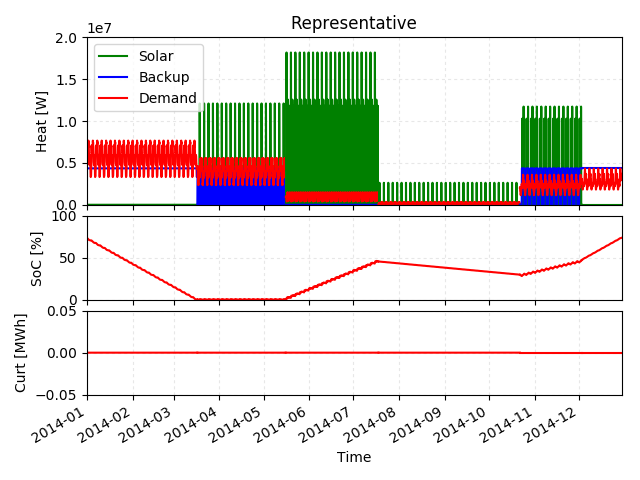 Representative
1e7
Heat [W]
2.0
1.5
1.0
0.5
0.0
Solar
Backup
Demand
SoC [%]
100
50
0
Curt [MWh]
0.05
0.00
−0.05
2014-01
2014-02
2014-03
2014-04
2014-05
2014-06
2014-07
2014-08
2014-09
2014-10
2014-11
2014-12
Time